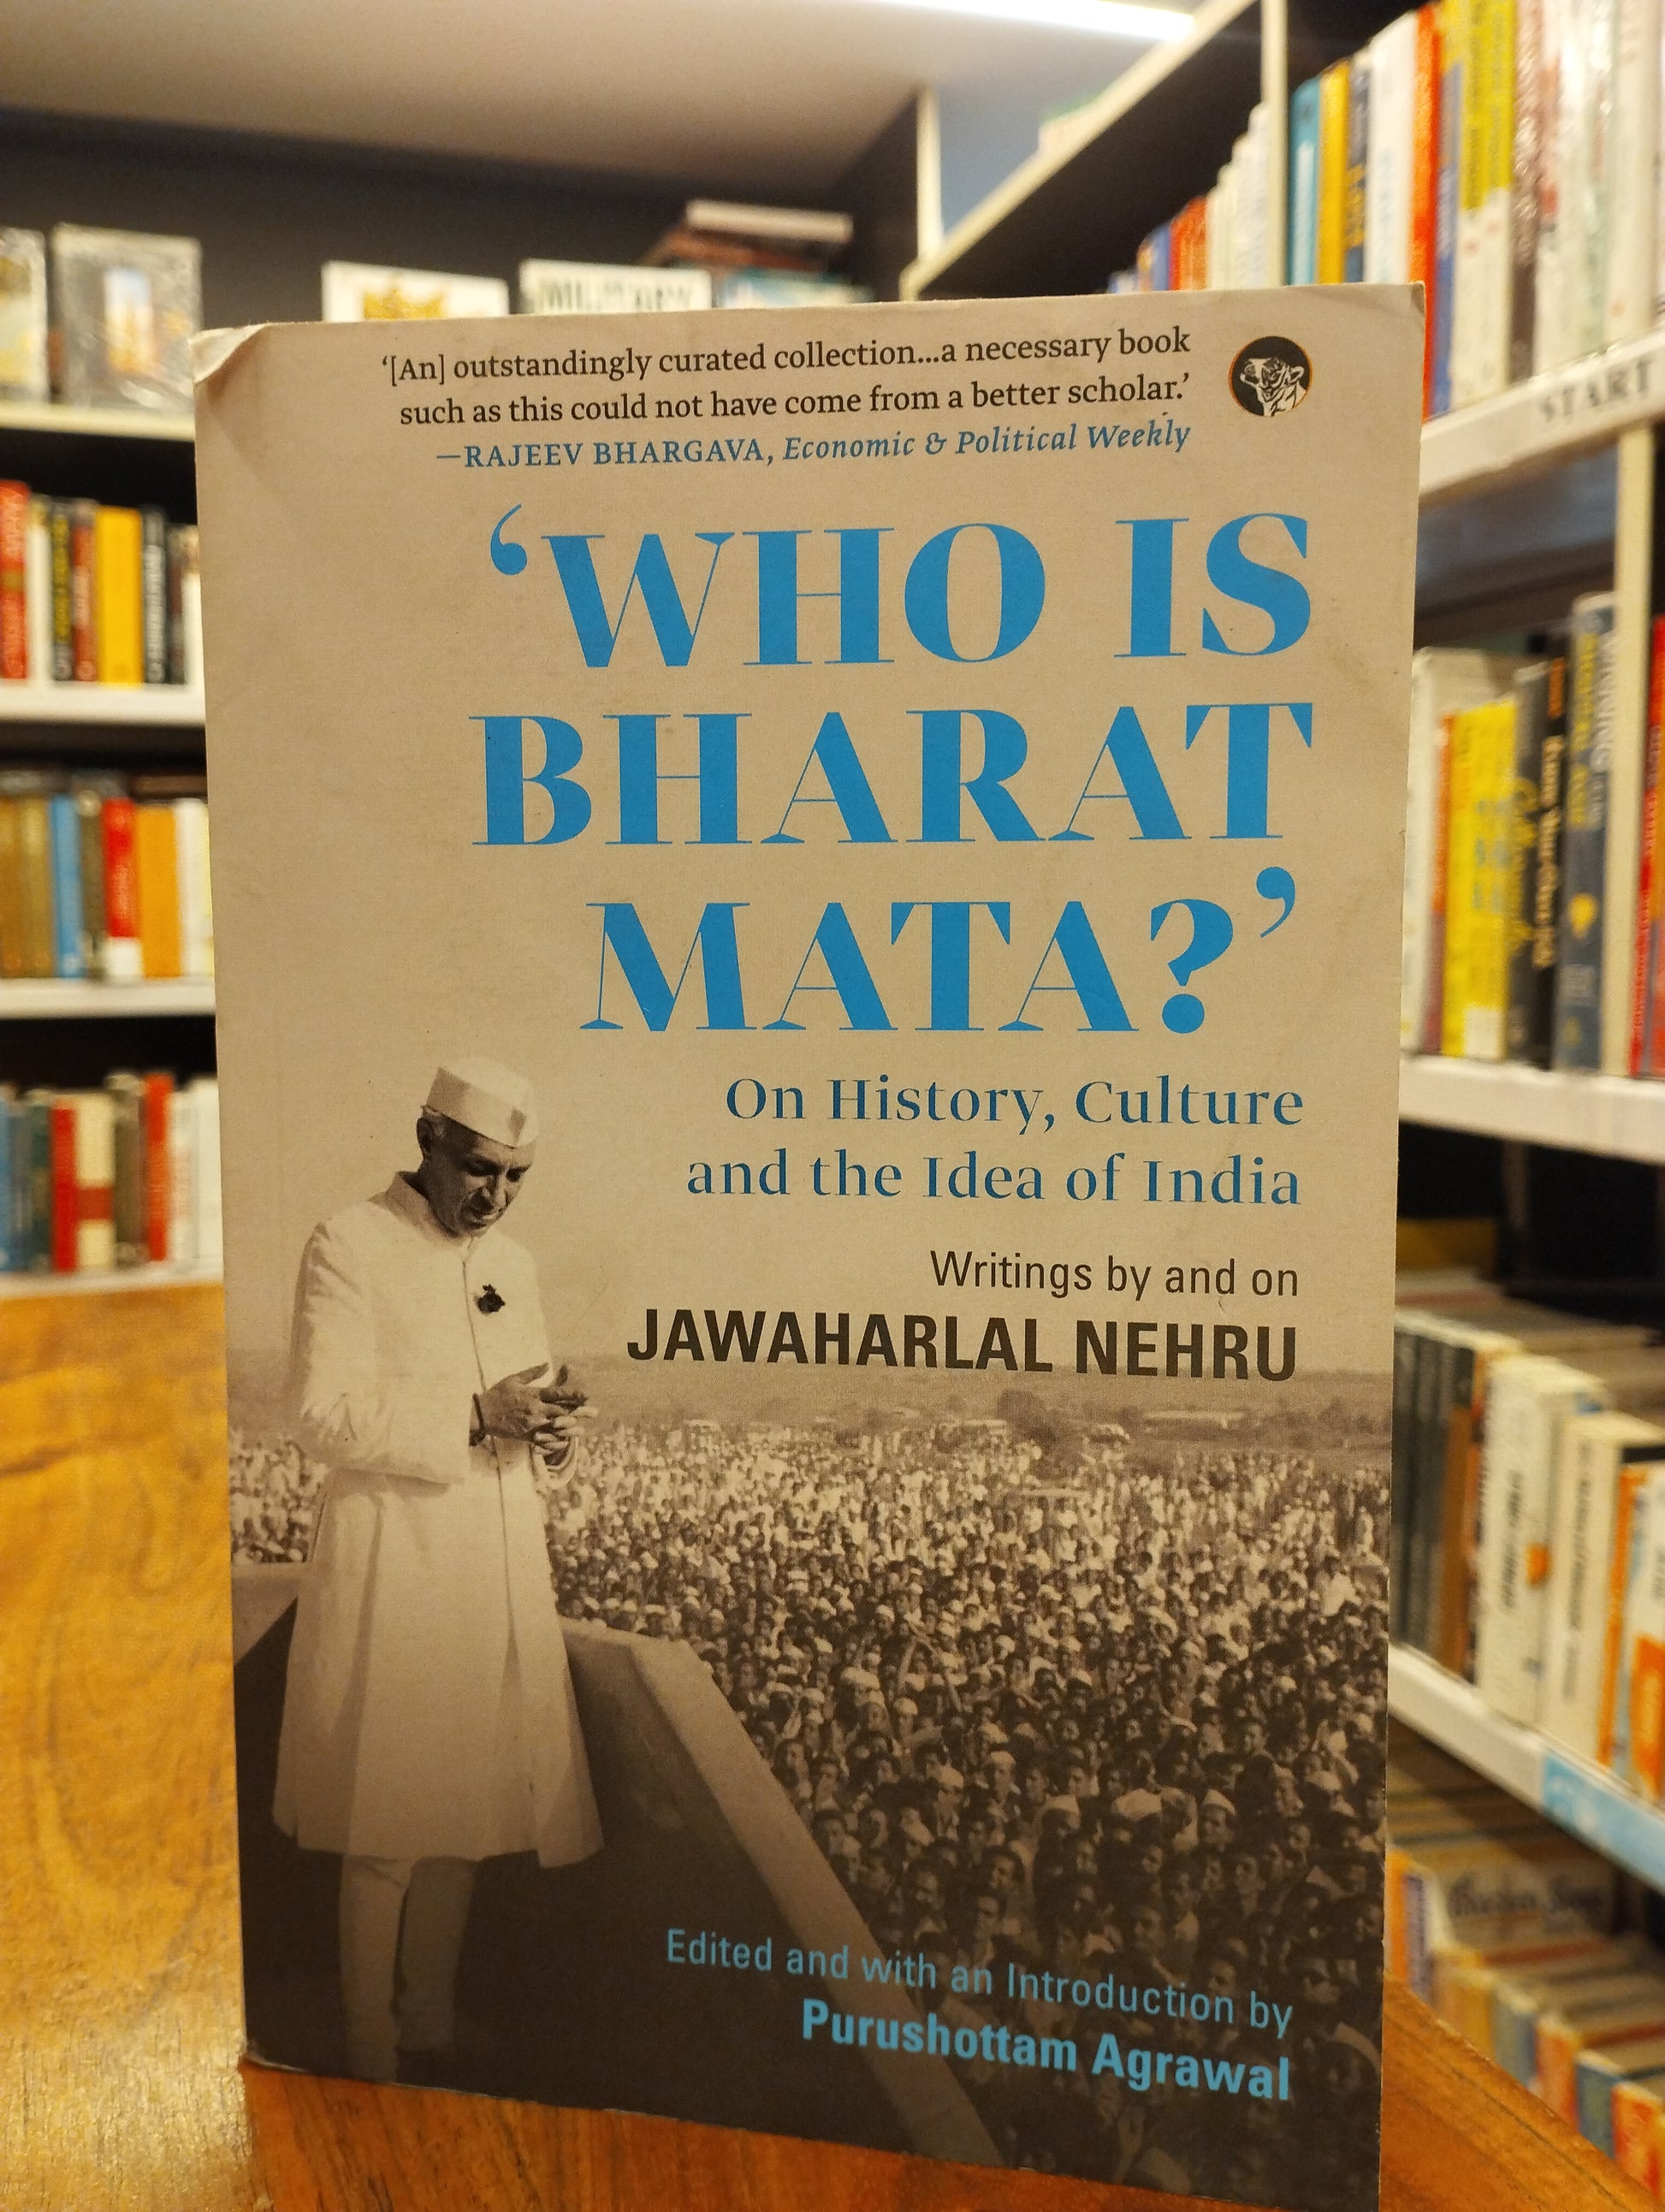 '[An] outstandingly curated collection...a necessary book
such as this could not have come from a better scholar.'
—RAJEEV BHARGAVA, Economic & Political Weekly
'WHO IS
BHARAT
MATA?'
On History, Culture
and the Idea of India
Writings by and on
JAWAHARLAL NEHRU
Edited and with an Introduction by
Purushottam Agrawal
START